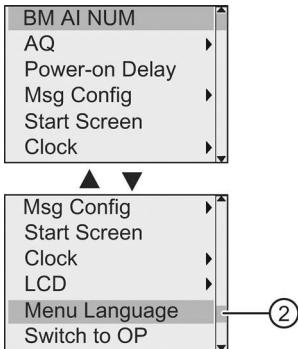 BM AI NUM
AQ
Power-on Delay
Msg Config
Start Screen
Clock
Msg Config
Start Screen
Clock
LCD
Menu Language
2
Switch to OP